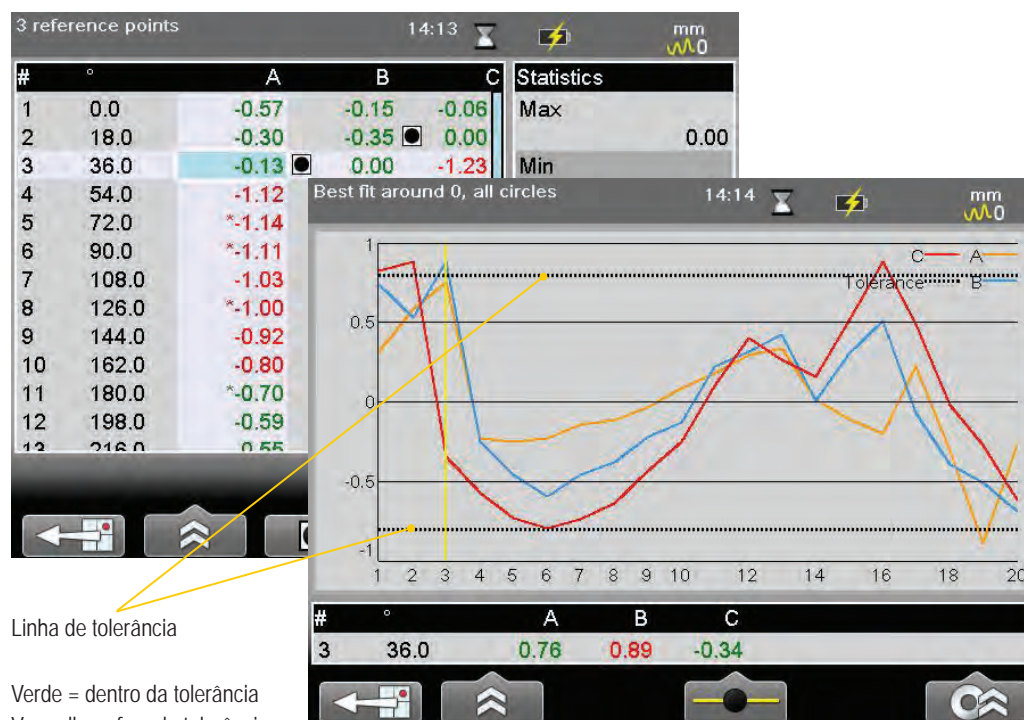 3 reference points 14:13 mm
0
# ° A B C Statistics
1 0.0 -0.57 -0.15 -0.06 Max
2 18.0 -0.30 -0.35 0.00 0.00
3 36.0 -0.13 0.00 -1.23 Min
4 54.0 -1.12
5 72.0 *-1.14
6 90.0 *-1.11
7 108.0 -1.03
8 126.0 *-1.00
9 144.0 -0.92
10 162.0 -0.80
11 180.0 *-0.70
12 198.0 -0.59
13 216.0 0.55
Best fit around 0, all circles 14:14 mm
0
1
C A
Tolerance B
0.5
0
-0.5
-1
1 2 3 4 5 6 7 8 9 10 12 14 16 18 20
# ° A B C
3 36.0 0.76 0.89 -0.34
Linha de tolerância
Verde = dentro da tolerância